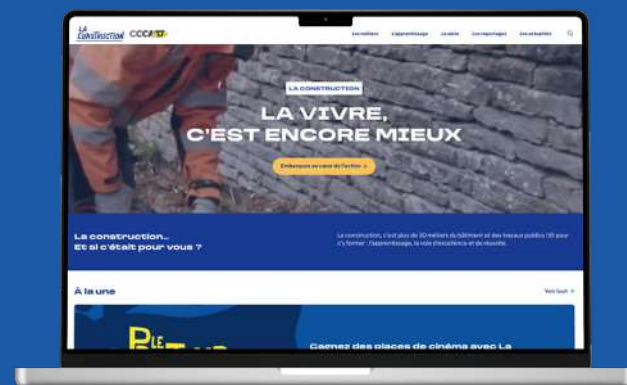 LA
CONSTRUCTION CCCA BTP
Les métiers L'apprentissage La série Les reportages Les actualités
LA CONSTRUCTION
LA VIVRE,
C'EST ENCORE MIEUX
Embarquez au cœur de l'action
La construction…
Et si c'était pour vous ?
La construction, c'est plus de 30 métiers du bâtiment et des travaux publics ! Et pour
s'y former : l'apprentissage, la voie d'excellence et de réussite.
À la une
Voir tout
LE
Gagnez des places de cinéma avec La